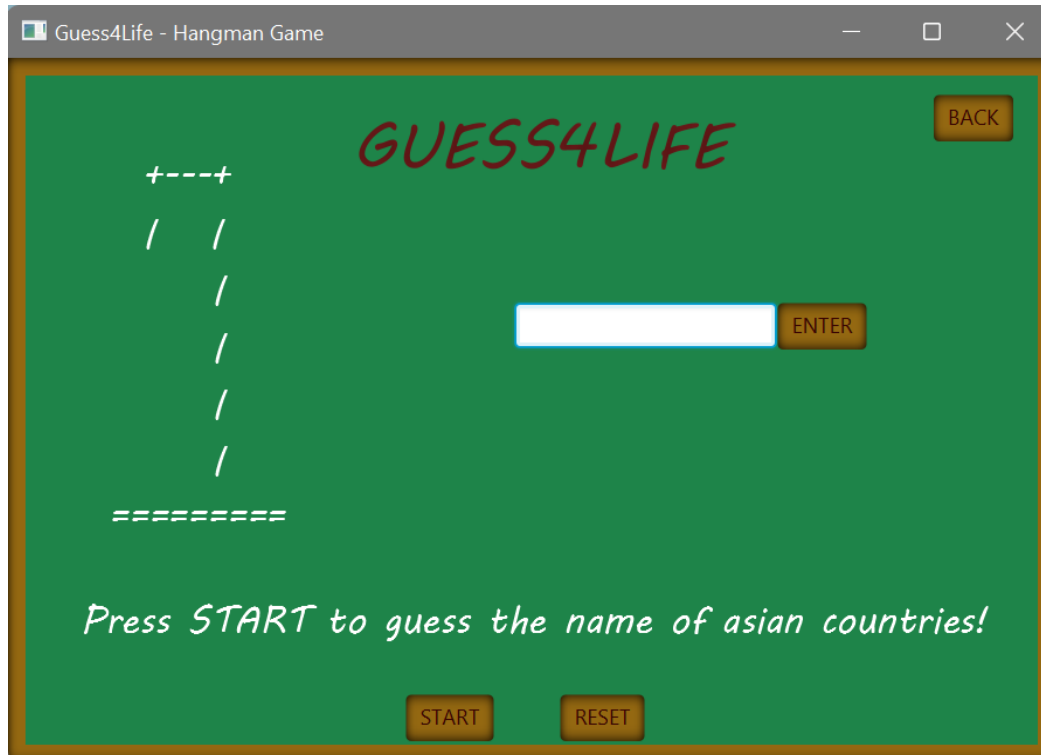 Guess4Life - Hangman Game
BACK
GUESS4LIFE
+---+
/   /
/
/
/
/
=========
ENTER
Press START to guess the name of asian countries!
START
RESET